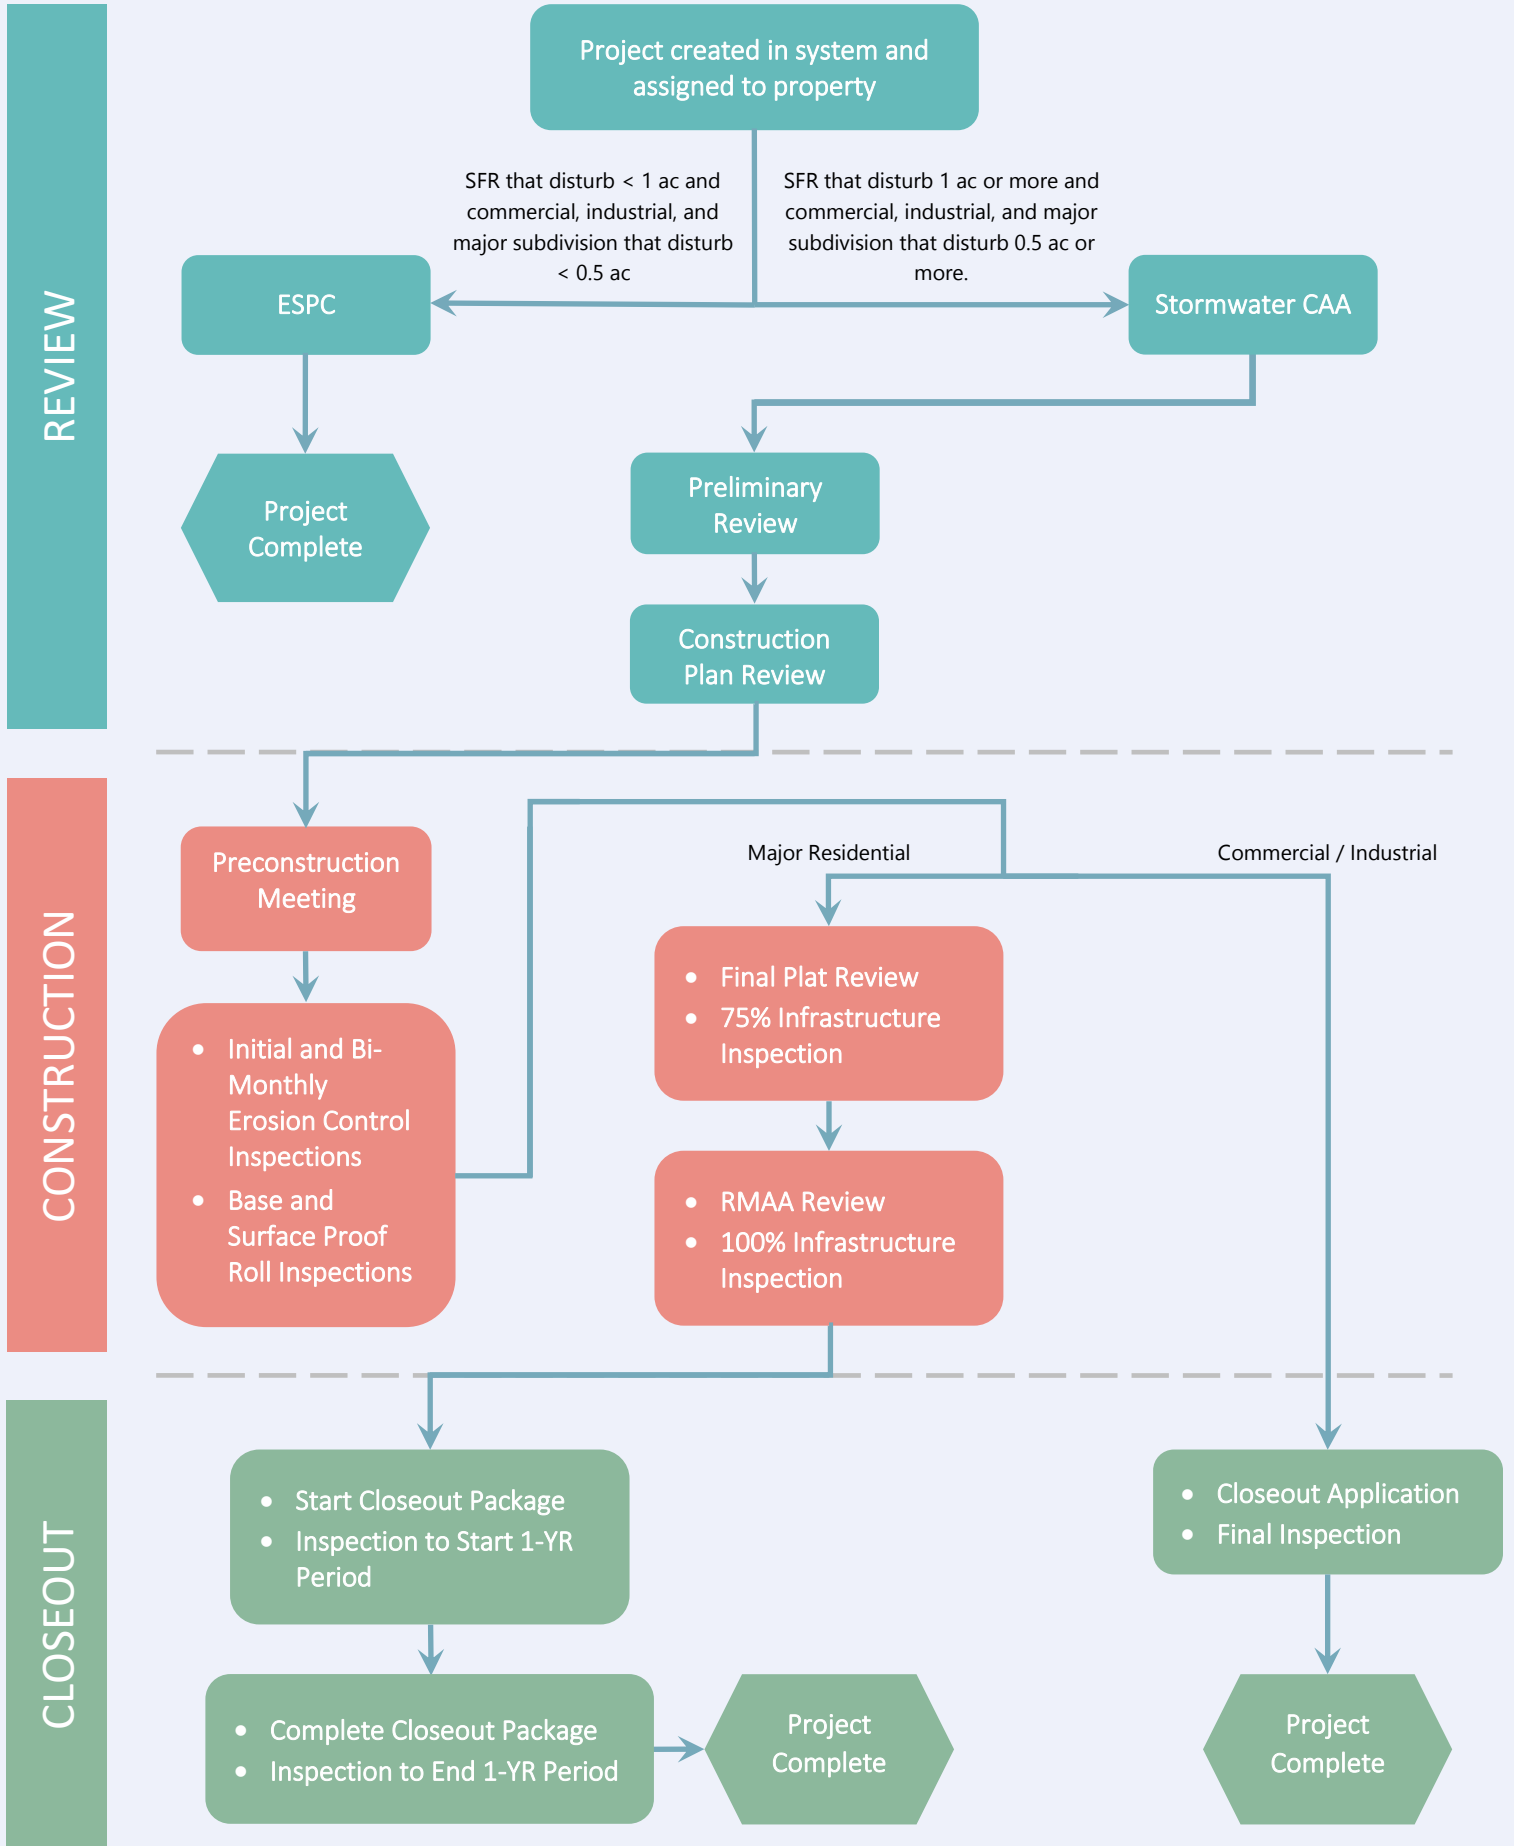 REVIEW
Project created in system and
assigned to property
SFR that disturb < 1 ac and
commercial, industrial, and
major subdivision that disturb
< 0.5 ac
SFR that disturb 1 ac or more and
commercial, industrial, and major
subdivision that disturb 0.5 ac or
more.
ESPC
Stormwater CAA
Project
Complete
Preliminary
Review
Construction
Plan Review
CONSTRUCTION
Preconstruction
Meeting
• Initial and Bi-
Monthly
Erosion Control
Inspections
• Base and
Surface Proof
Roll Inspections
Major Residential
Commercial / Industrial
• Final Plat Review
• 75% Infrastructure
Inspection
• RMAA Review
• 100% Infrastructure
Inspection
CLOSEOUT
• Start Closeout Package
• Inspection to Start 1-YR
Period
• Closeout Application
• Final Inspection
• Complete Closeout Package
• Inspection to End 1-YR Period
Project
Complete
Project
Complete